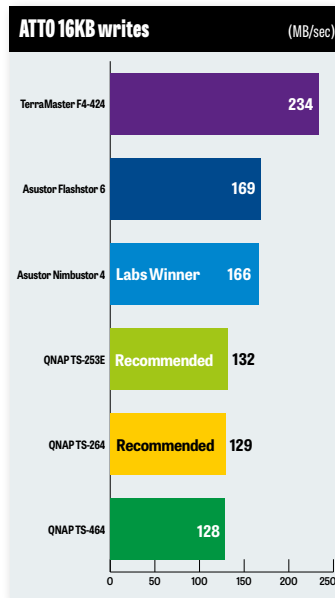 ATTO 16KB writes (MB/sec)
TerraMaster F4-424 234
Asustor Flashstor 6 169
Asustor Nimbustor 4 Labs Winner 166
QNAP TS-253E Recommended 132
QNAP TS-264 Recommended 129
QNAP TS-464 128
0 50 100 150 200 250